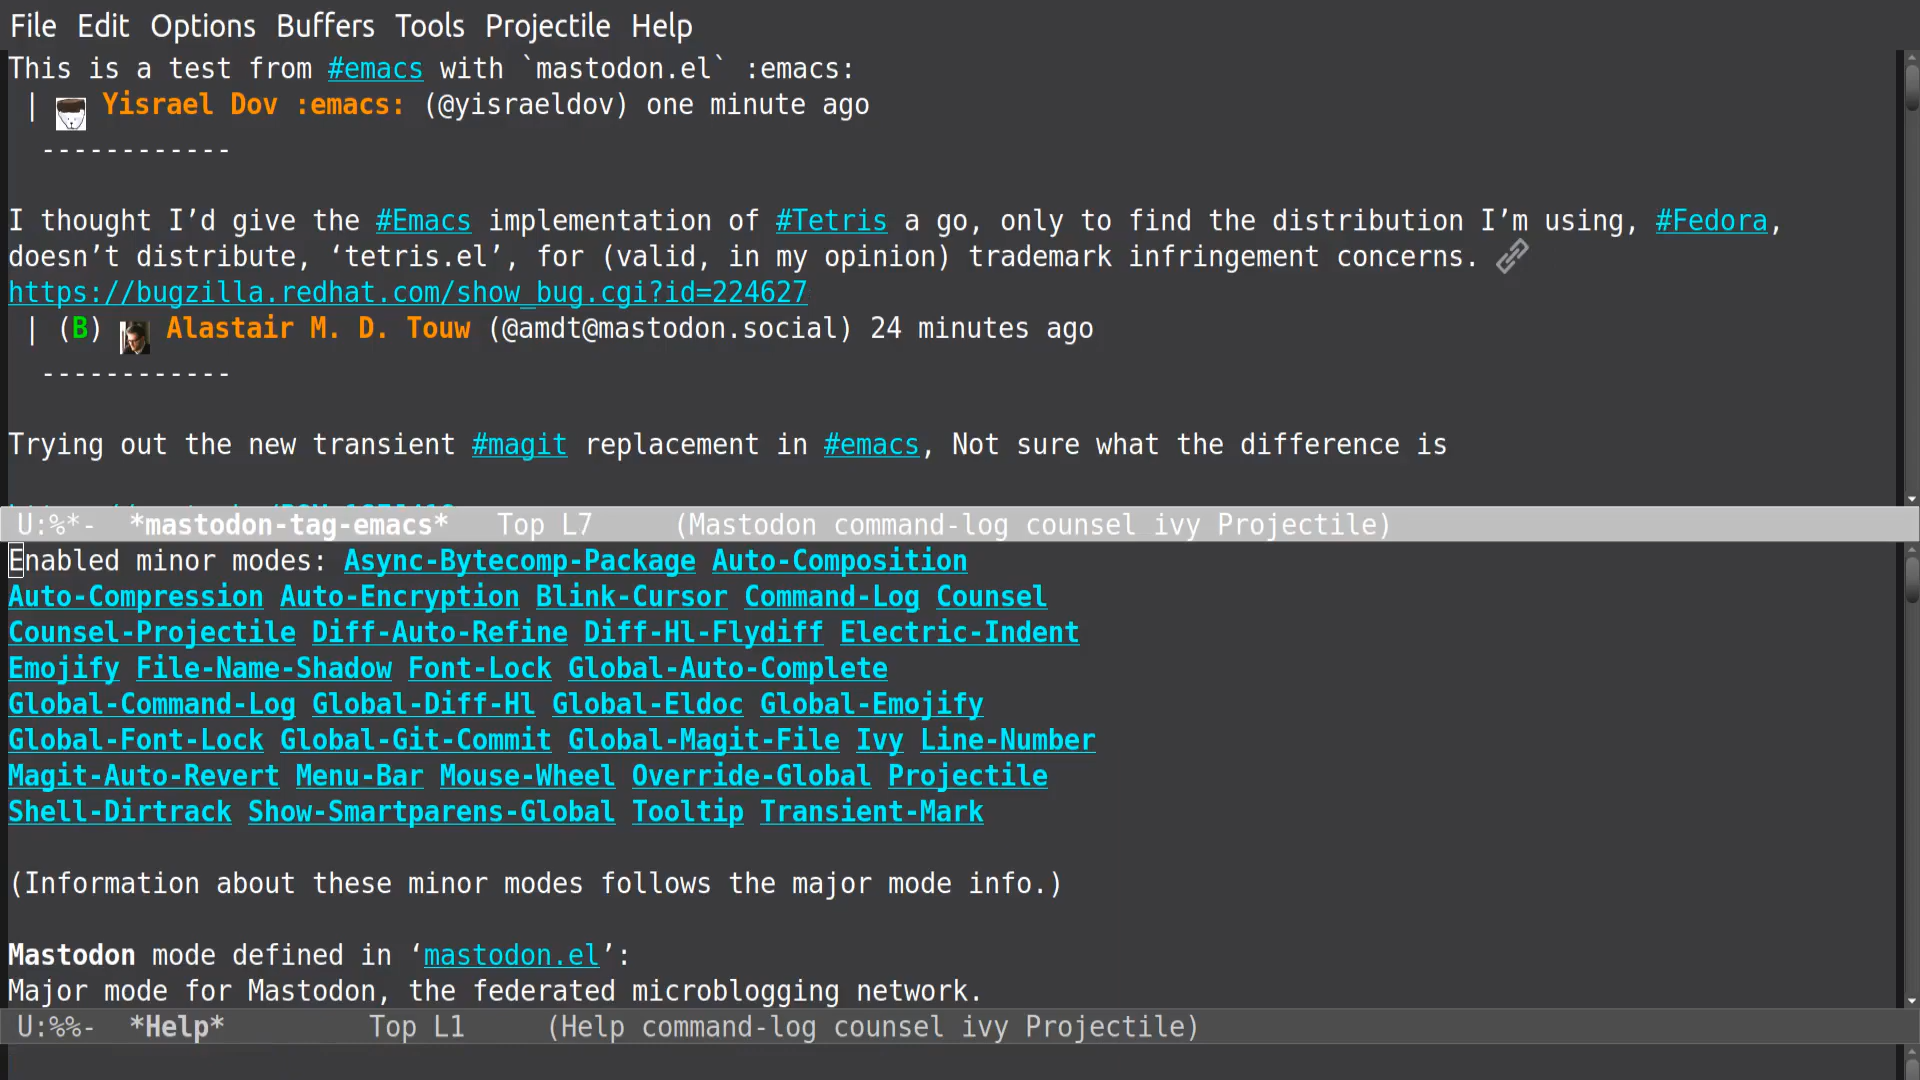 File Edit Options Buffers Tools Projectile Help
This is a test from #emacs with `mastodon.el` :emacs:
| Yisrael Dov :emacs: (@yisraeldov) one minute ago
------------
I thought I’d give the #Emacs implementation of #Tetris a go, only to find the distribution I’m using, #Fedora,
doesn’t distribute, ‘tetris.el’, for (valid, in my opinion) trademark infringement concerns. 🔗
https://bugzilla.redhat.com/show_bug.cgi?id=224627
| (B) Alastair M. D. Touw (@amdt@mastodon.social) 24 minutes ago
------------
Trying out the new transient #magit replacement in #emacs, Not sure what the difference is
U:%*- *mastodon-tag-emacs* Top L7 (Mastodon command-log counsel ivy Projectile)
Enabled minor modes: Async-Bytecomp-Package Auto-Composition
Auto-Compression Auto-Encryption Blink-Cursor Command-Log Counsel
Counsel-Projectile Diff-Auto-Refine Diff-Hl-Flydiff Electric-Indent
Emojify File-Name-Shadow Font-Lock Global-Auto-Complete
Global-Command-Log Global-Diff-Hl Global-Eldoc Global-Emojify
Global-Font-Lock Global-Git-Commit Global-Magit-File Ivy Line-Number
Magit-Auto-Revert Menu-Bar Mouse-Wheel Override-Global Projectile
Shell-Dirtrack Show-Smartparens-Global Tooltip Transient-Mark
(Information about these minor modes follows the major mode info.)
Mastodon mode defined in ‘mastodon.el’:
Major mode for Mastodon, the federated microblogging network.
U:%%- *Help* Top L1 (Help command-log counsel ivy Projectile)